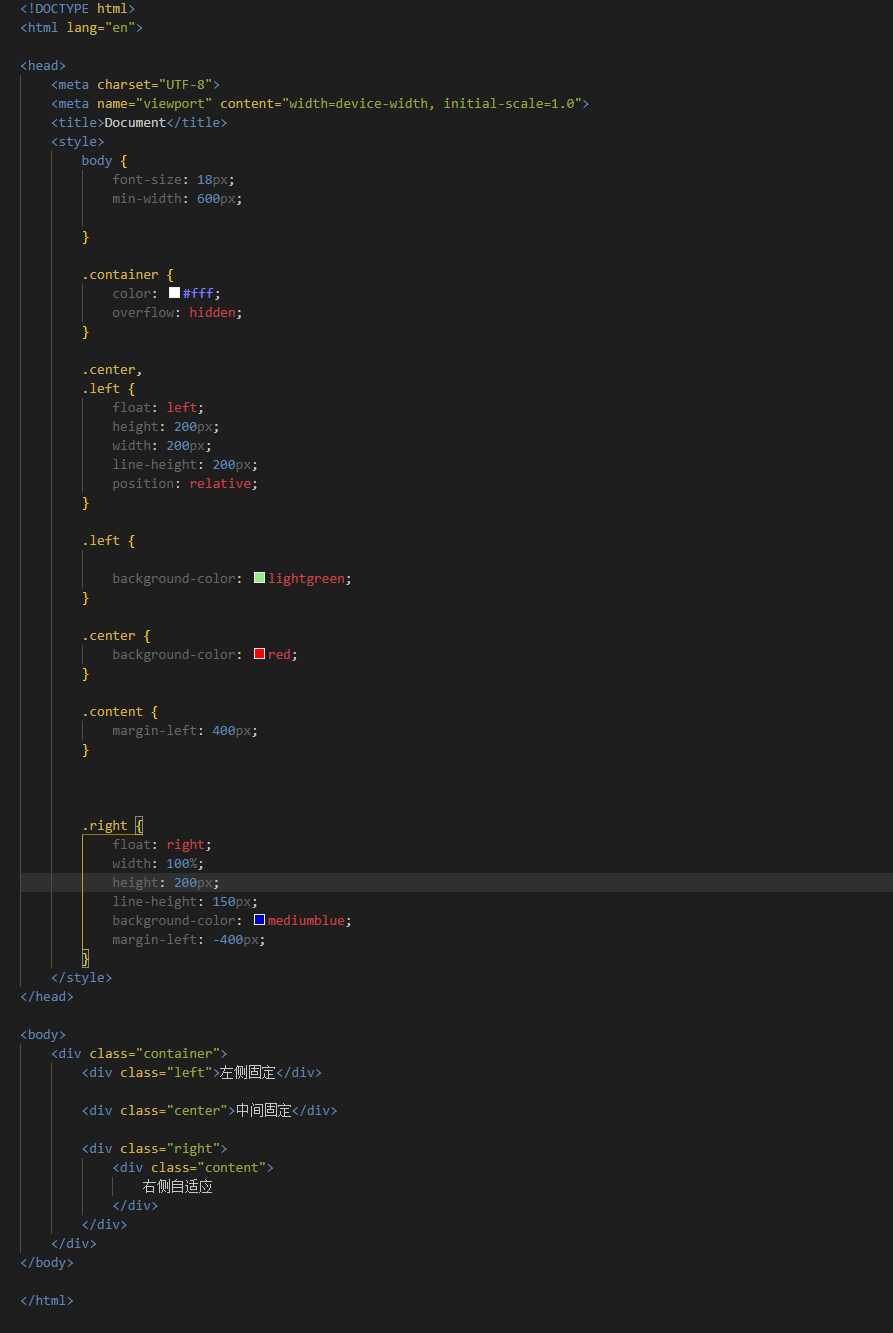 <!DOCTYPE html>
<html lang="en">
<head>
<meta charset="UTF-8">
<meta name="viewport" content="width=device-width, initial-scale=1.0">
<title>Document</title>
<style>
body {
font-size: 18px;
min-width: 600px;
}
.container {
color: #fff;
overflow: hidden;
}
.center,
.left {
float: left;
height: 200px;
width: 200px;
line-height: 200px;
position: relative;
}
.left {
background-color: lightgreen;
}
.center {
background-color: red;
}
.content {
margin-left: 400px;
}
.right {
float: right;
width: 100%;
height: 200px;
line-height: 150px;
background-color: mediumblue;
margin-left: -400px;
}
</style>
</head>
<body>
<div class="container">
<div class="left">左侧固定</div>
<div class="center">中间固定</div>
<div class="right">
<div class="content">
右侧自适应
</div>
</div>
</div>
</body>
</html>